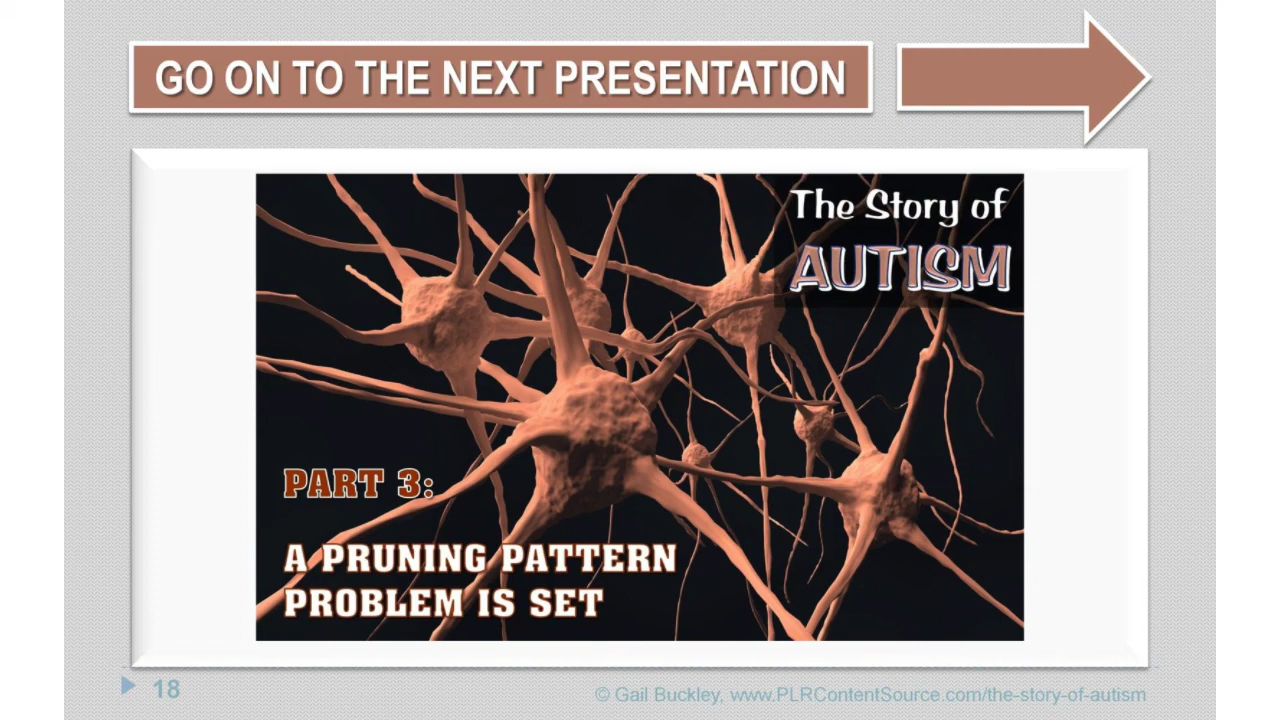 GO ON TO THE NEXT PRESENTATION
The Story of
AUTISM
PART 3:
A PRUNING PATTERN
PROBLEM IS SET
18
© Gail Buckley, www.PLRContentSource.com/the-story-of-autism